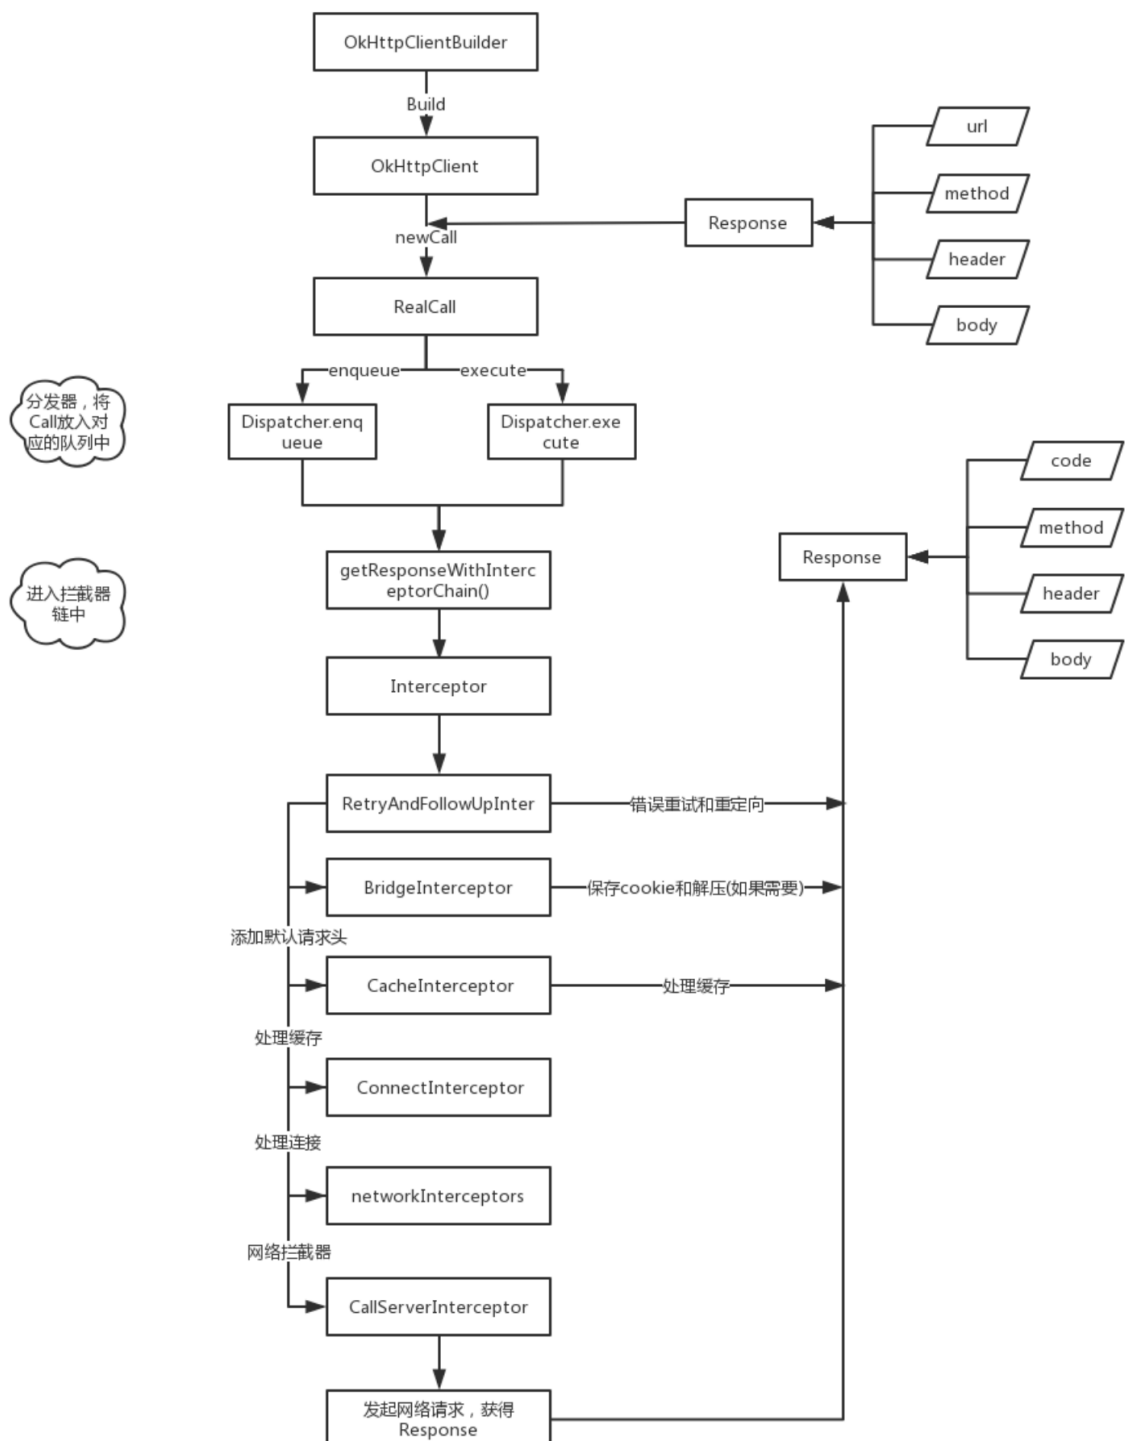 OkHttpClientBuilder
Build
OkHttpClient
newCall
Response
url
method
header
body
RealCall
enqueue
execute
分发器，将
Call放入对
应的队列中
Dispatcher.enq
ueue
Dispatcher.exe
cute
进入拦截器
链中
getResponseWithInterc
eptorChain()
Response
code
method
header
body
Interceptor
RetryAndFollowUpInter
错误重试和重定向
BridgeInterceptor
保存cookie和解压(如果需要)
添加默认请求头
CacheInterceptor
处理缓存
处理缓存
ConnectInterceptor
处理连接
networkInterceptors
网络拦截器
CallServerInterceptor
发起网络请求，获得
Response